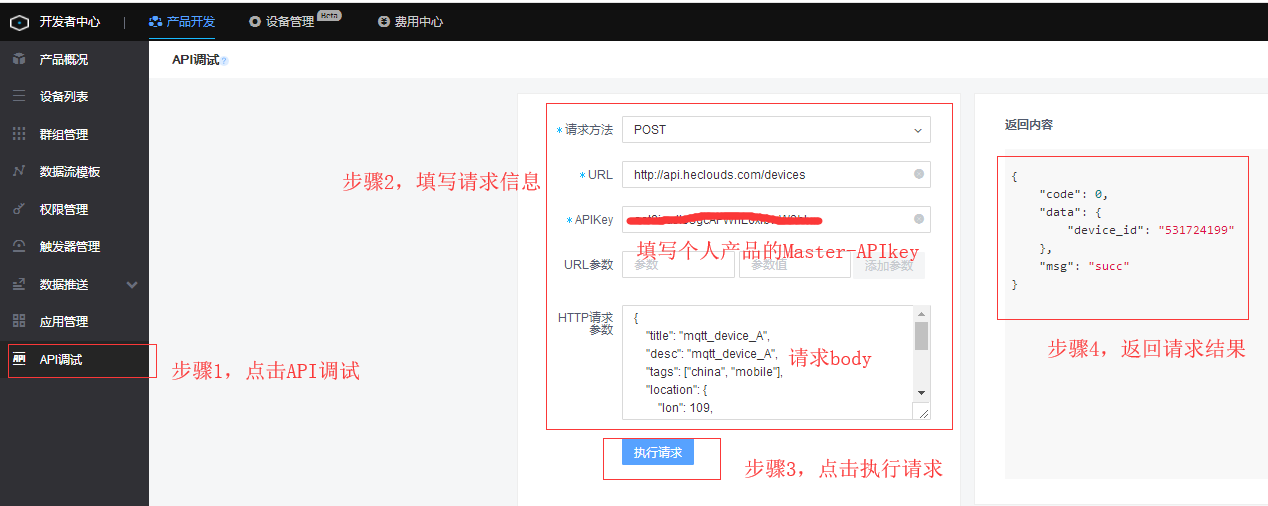 开发者中心
产品开发
设备管理 Beta
费用中心
产品概况
设备列表
群组管理
数据流模板
权限管理
触发器管理
数据推送
应用管理
API调试
API调试
步骤1，点击API调试
步骤2，填写请求信息
*请求方法 POST
*URL http://api.heclouds.com/devices
*APIKey
填写个人产品的Master-APIkey
URL参数 参数 参数值 添加参数
HTTP请求
参数
{
"title": "mqtt_device_A",
"desc": "mqtt_device_A",
"tags": ["china", "mobile"],
"location": {
"lon": 109,
请求body
执行请求
步骤3，点击执行请求
返回内容
{
"code": 0,
"data": {
"device_id": "531724199"
},
"msg": "succ"
}
步骤4，返回请求结果